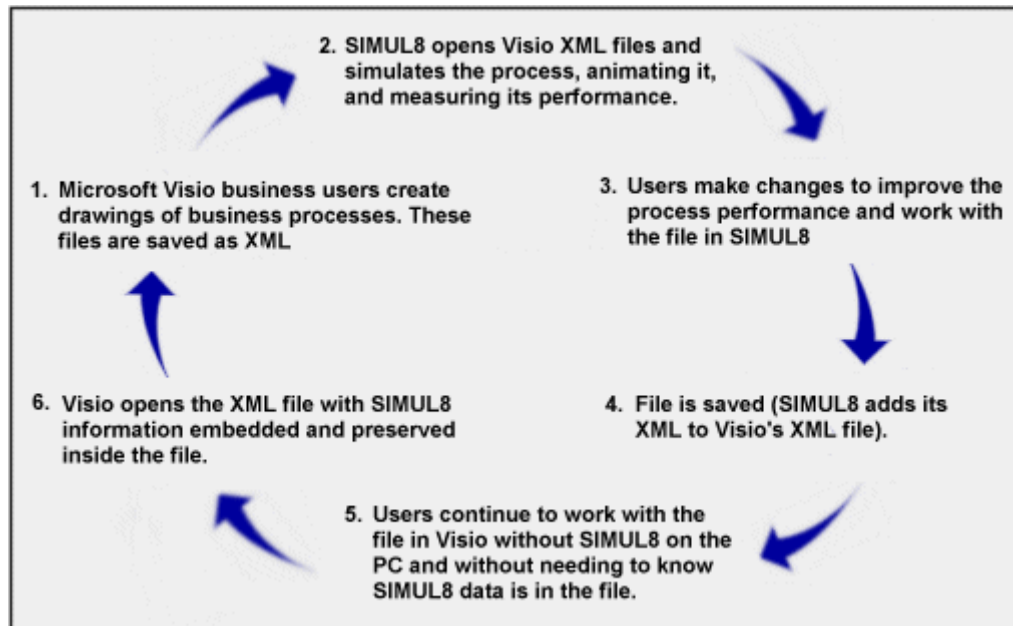 2. SIMUL8 opens Visio XML files and
simulates the process, animating it,
and measuring its performance.
1. Microsoft Visio business users create
drawings of business processes. These
files are saved as XML
3. Users make changes to improve the
process performance and work with
the file in SIMUL8
6. Visio opens the XML file with SIMUL8
information embedded and preserved
inside the file.
4. File is saved (SIMUL8 adds its
XML to Visio's XML file).
5. Users continue to work with the
file in Visio without SIMUL8 on the
PC and without needing to know
SIMUL8 data is in the file.